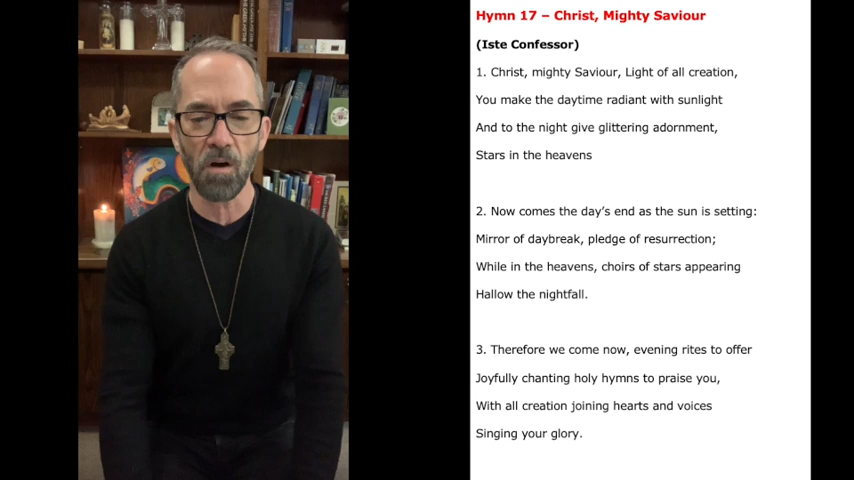 Hymn 17 – Christ, Mighty Saviour
(Iste Confessor)
1. Christ, mighty Saviour, Light of all creation,
You make the daytime radiant with sunlight
And to the night give glittering adornment,
Stars in the heavens
2. Now comes the day’s end as the sun is setting:
Mirror of daybreak, pledge of resurrection;
While in the heavens, choirs of stars appearing
Hallow the nightfall.
3. Therefore we come now, evening rites to offer
Joyfully chanting holy hymns to praise you,
With all creation joining hearts and voices
Singing your glory.